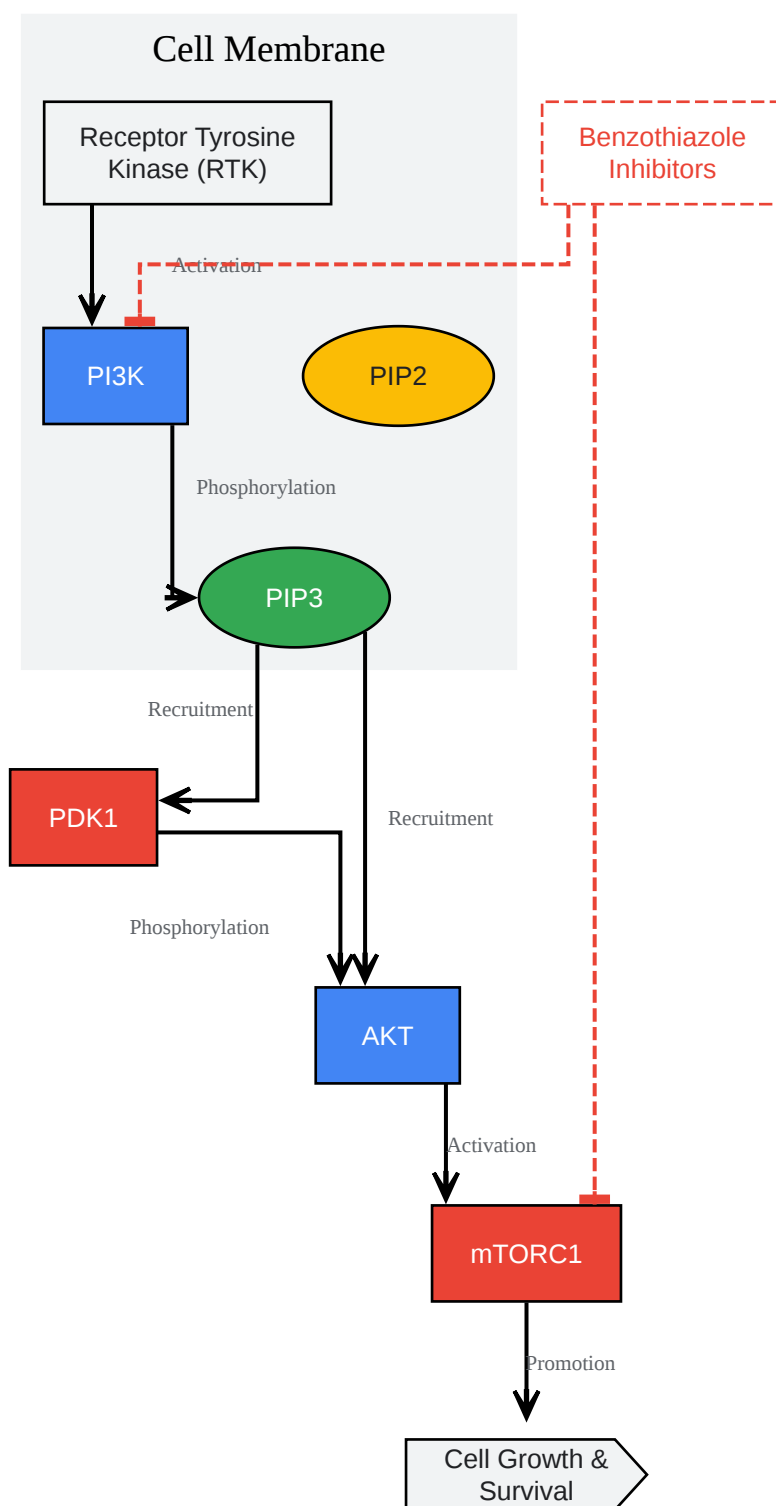 Cell Membrane
Receptor Tyrosine
Kinase (RTK)
Benzothiazole
Inhibitors
Activation
PI3K
PIP2
Phosphorylation
PIP3
Recruitment
PDK1
Recruitment
Phosphorylation
AKT
Activation
mTORC1
Promotion
Cell Growth &
Survival